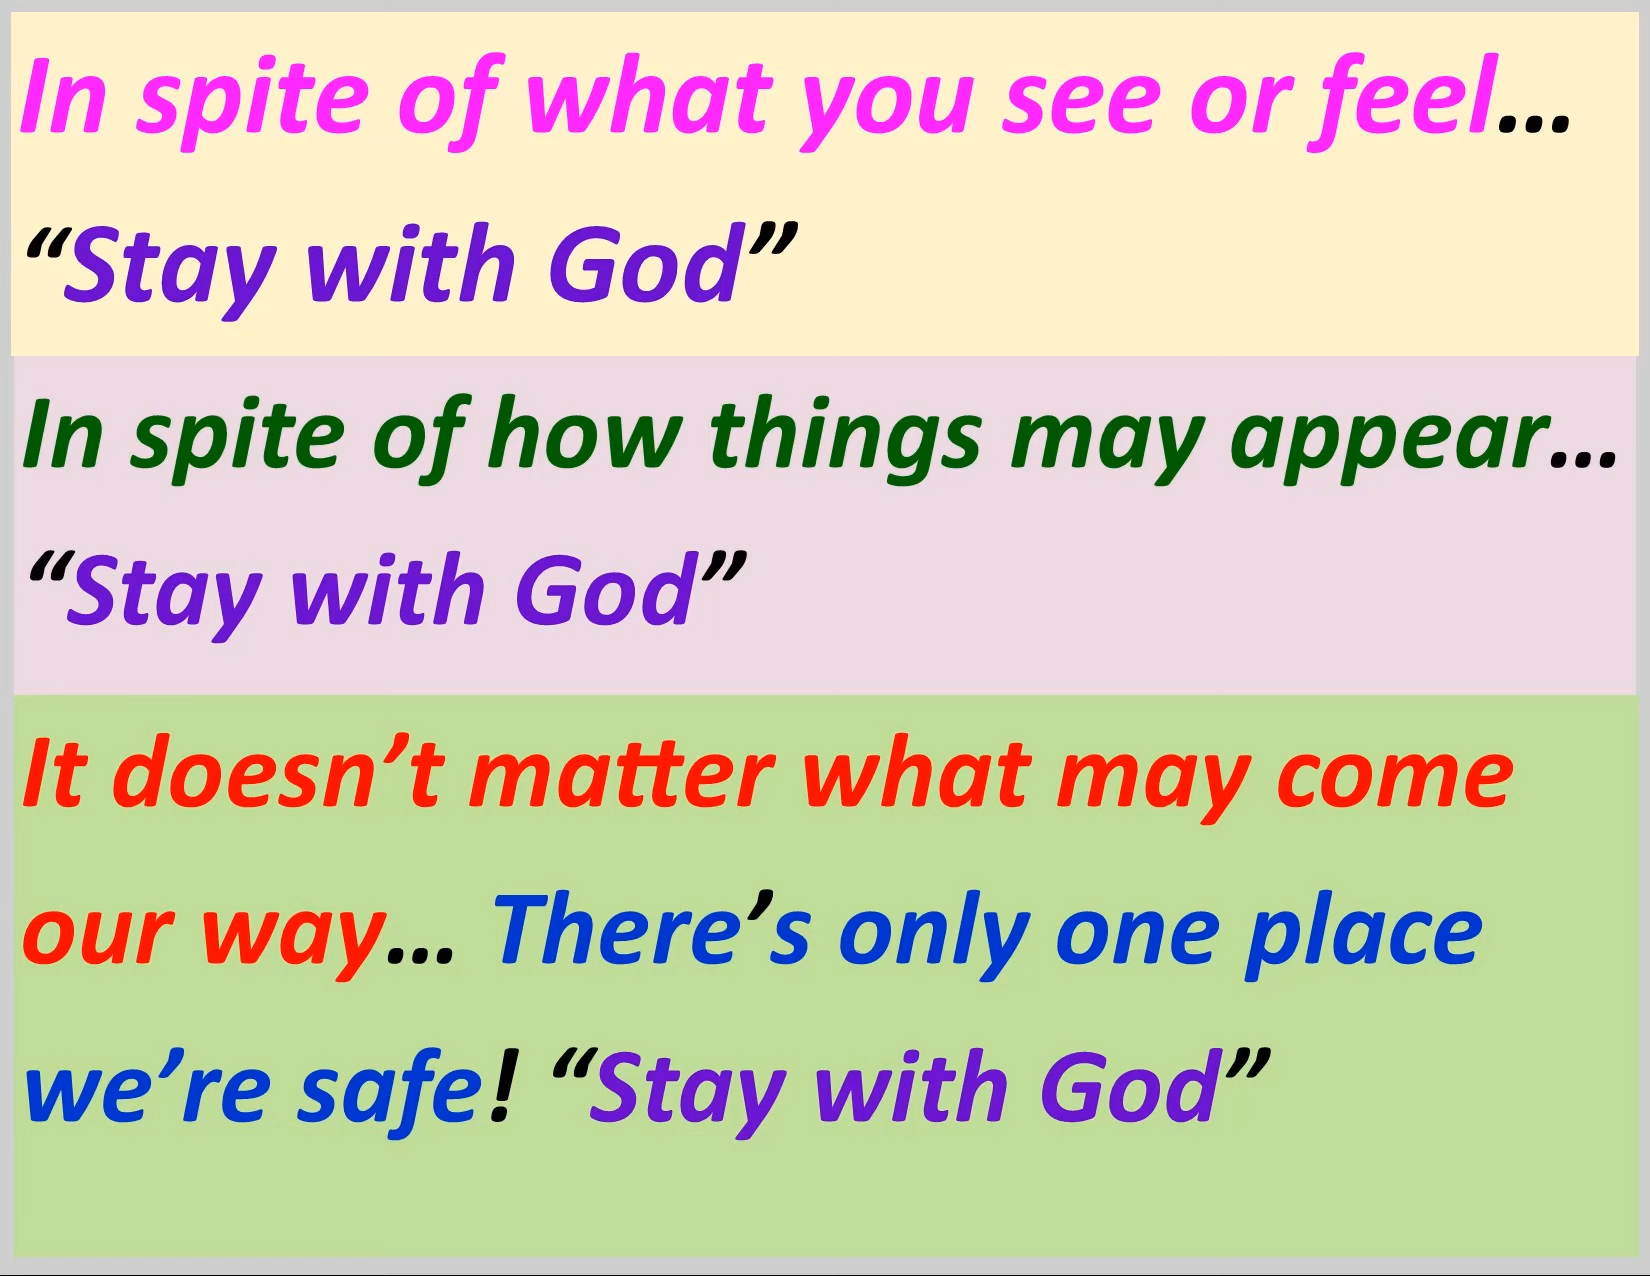 In spite of what you see or feel…
“Stay with God”
In spite of how things may appear…
“Stay with God”
It doesn’t matter what may come
our way… There’s only one place
we’re safe! “Stay with God”